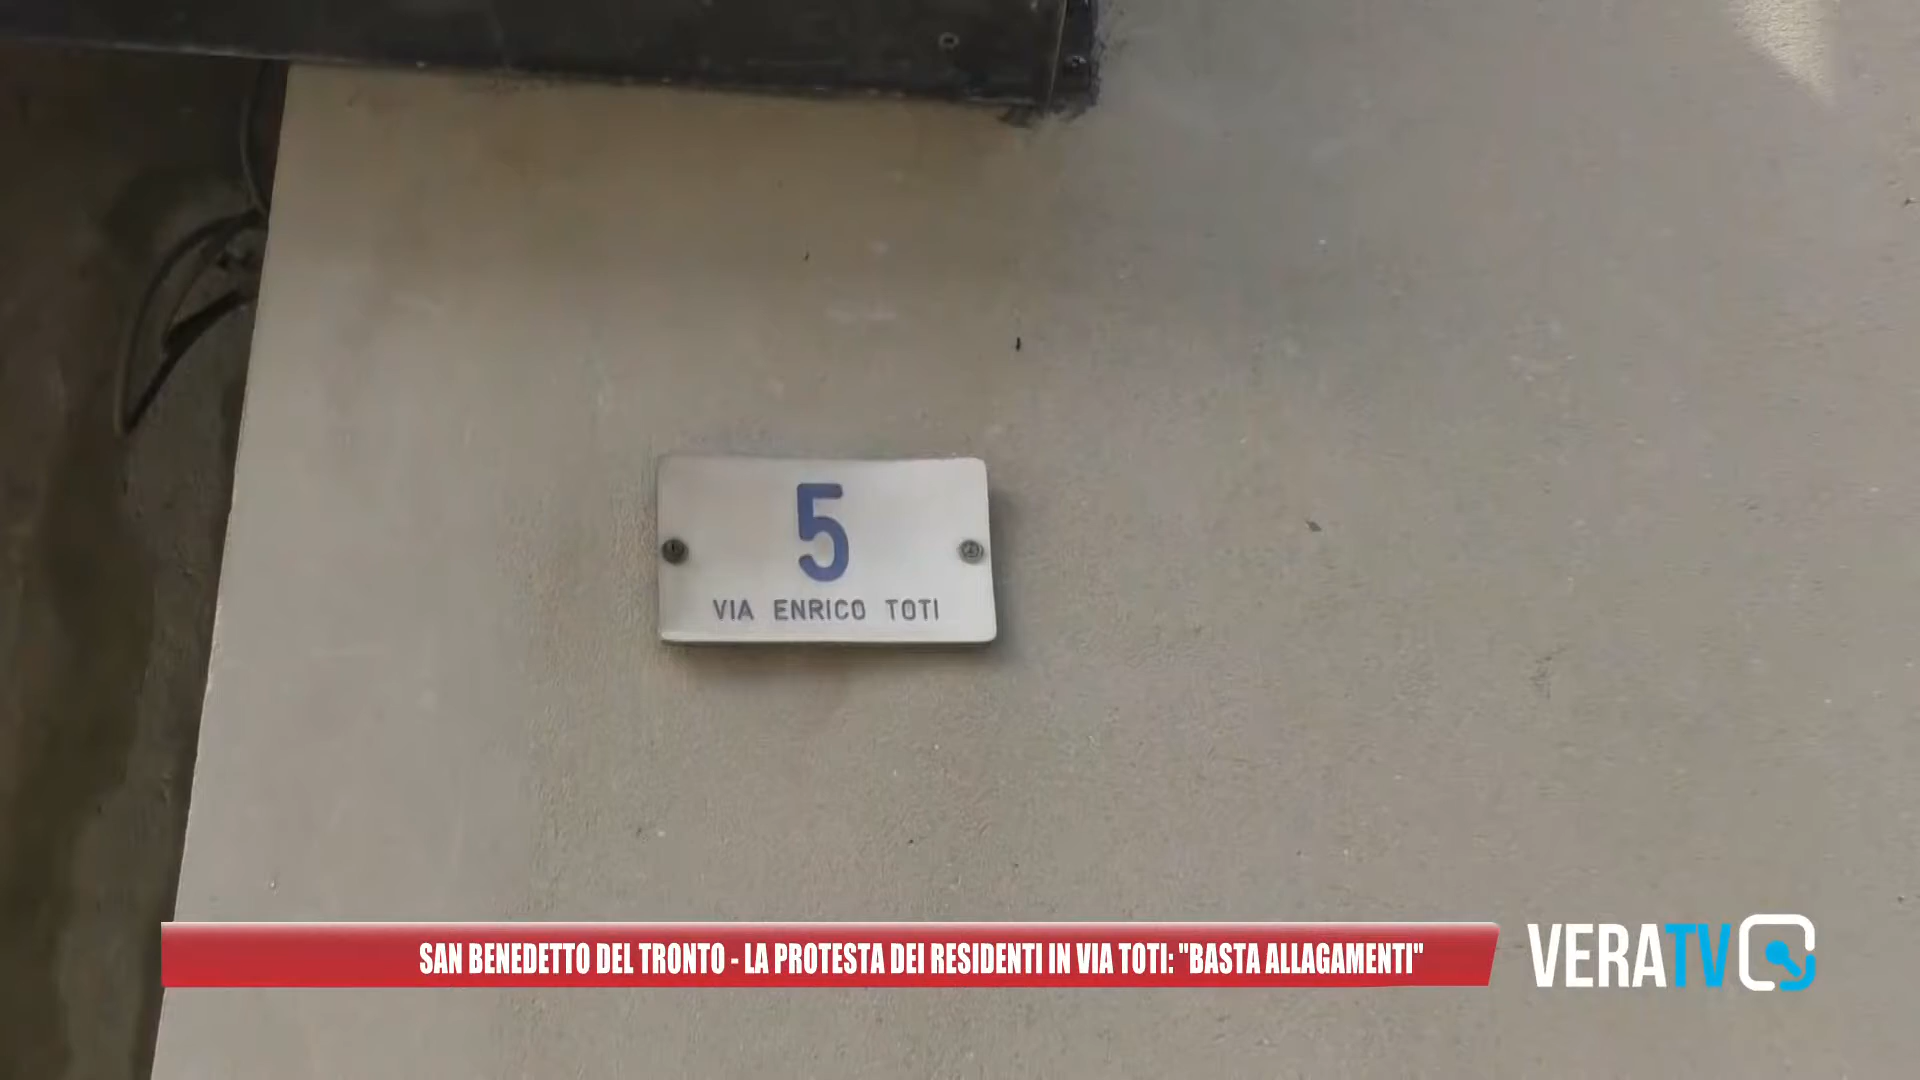 5
VIA ENRICO TOTI
SAN BENEDETTO DEL TRONTO - LA PROTESTA DEI RESIDENTI IN VIA TOTI: "BASTA ALLAGAMENTI"
VERATV